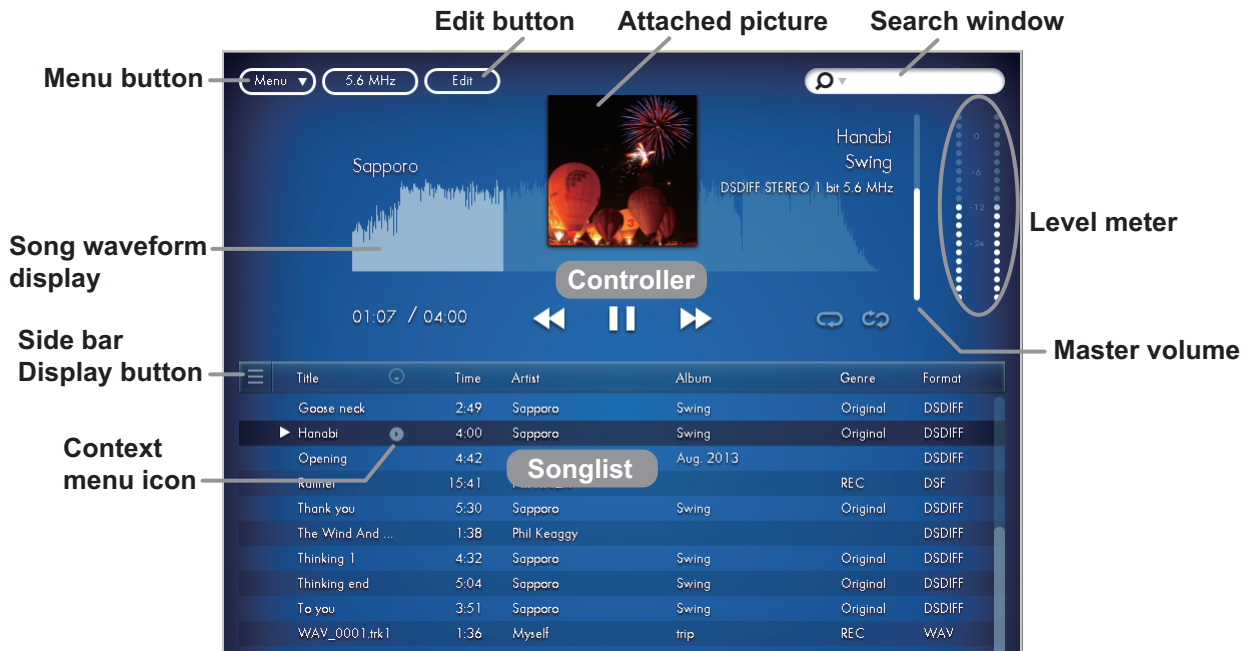 Edit button Attached picture Search window
Menu button
Menu 5.6 MHz Edit
Hanabi
Swing
DSDIFF STEREO 1 bit 5.6 MHz
Sapporo
0
-6
-12
-24
Level meter
Song waveform
display
Controller
01:07 / 04:00
Master volume
Side bar
Display button
Title Time Artist Album Genre Format
Goose neck 2:49 Sapporo Swing Original DSDIFF
Hanabi 4:00 Sapporo Swing Original DSDIFF
Opening 4:42 Aug. 2013 DSDIFF
Context
menu icon
Songlist
15:41 REC DSF
Thank you 5:30 Sapporo Swing Original DSDIFF
The Wind And ... 1:38 Phil Keaggy DSDIFF
Thinking 1 4:32 Sapporo Swing Original DSDIFF
Thinking end 5:04 Sapporo Swing Original DSDIFF
To you 3:51 Sapporo Swing Original DSDIFF
WAV_0001.trk1 1:36 Myself trip REC WAV